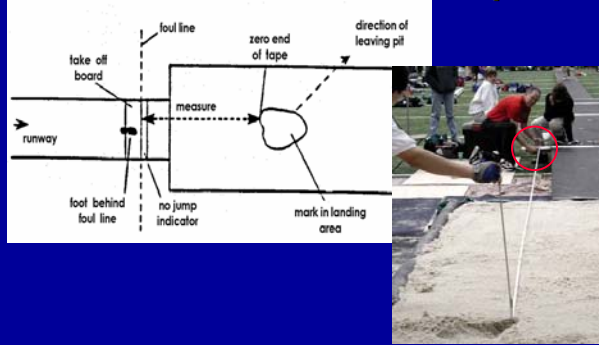 foul line
direction of
leaving pit
zero end
of tape
take off
board
measure
runway
foot behind
foul line
no jump
indicator
mark in landing
area